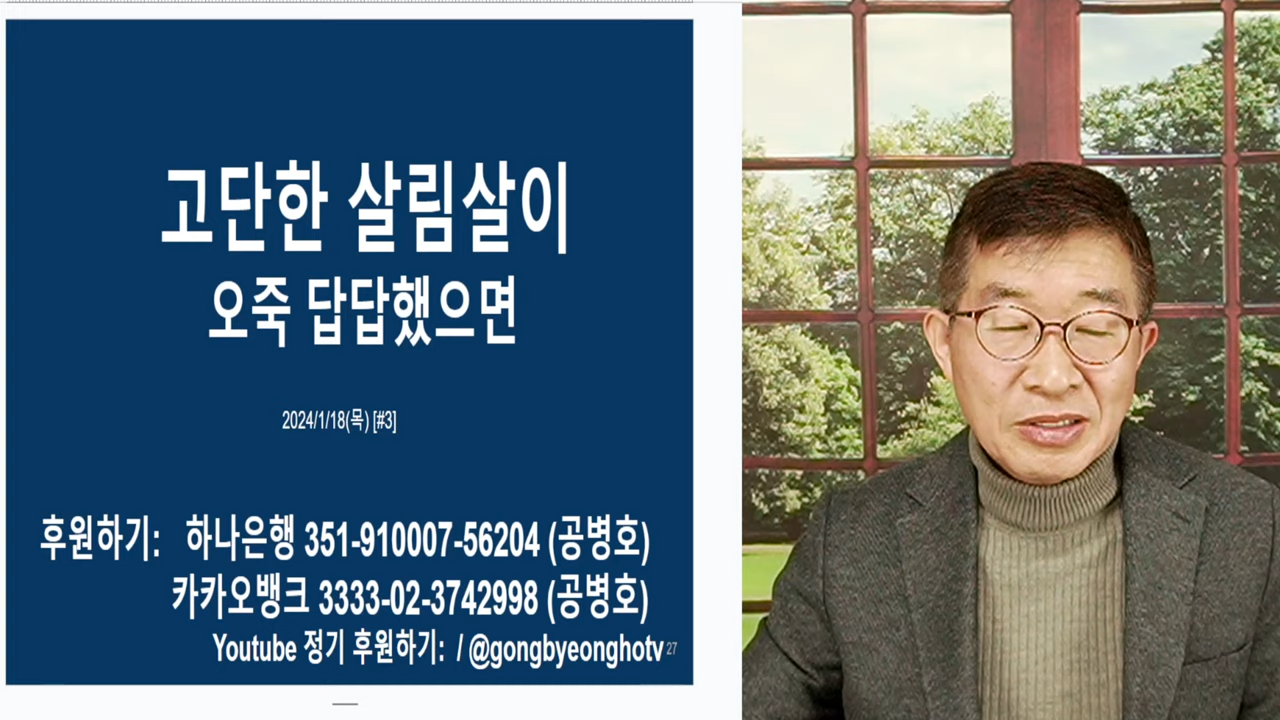 고단한 살림살이
오죽 답답했으면
2024/1/18(목) [#3]
후원하기: 하나은행 351-910007-56204 (공병호)
카카오뱅크 3333-02-3742998 (공병호)
Youtube 정기 후원하기: / @gongbyeonghotv 27